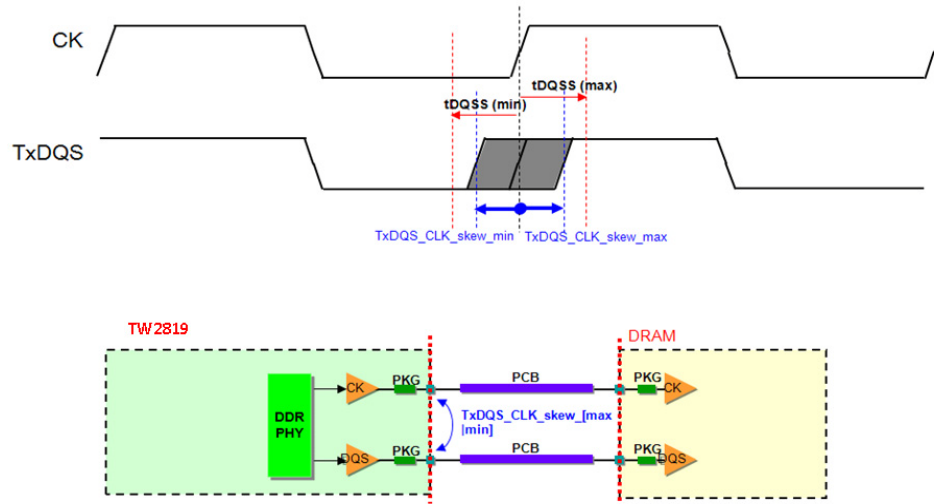 CK
tDQSS (max)
tDQSS (min)
TxDQS
TxDQS_CLK_skew_min
TxDQS_CLK_skew_max
TW2819
DRAM
PKG
PCB
PKG
CK
CK
DDR
PHY
TxDQS_CLK_skew_[max
|min]
PKG
PCB
PKG
DQS
DQS